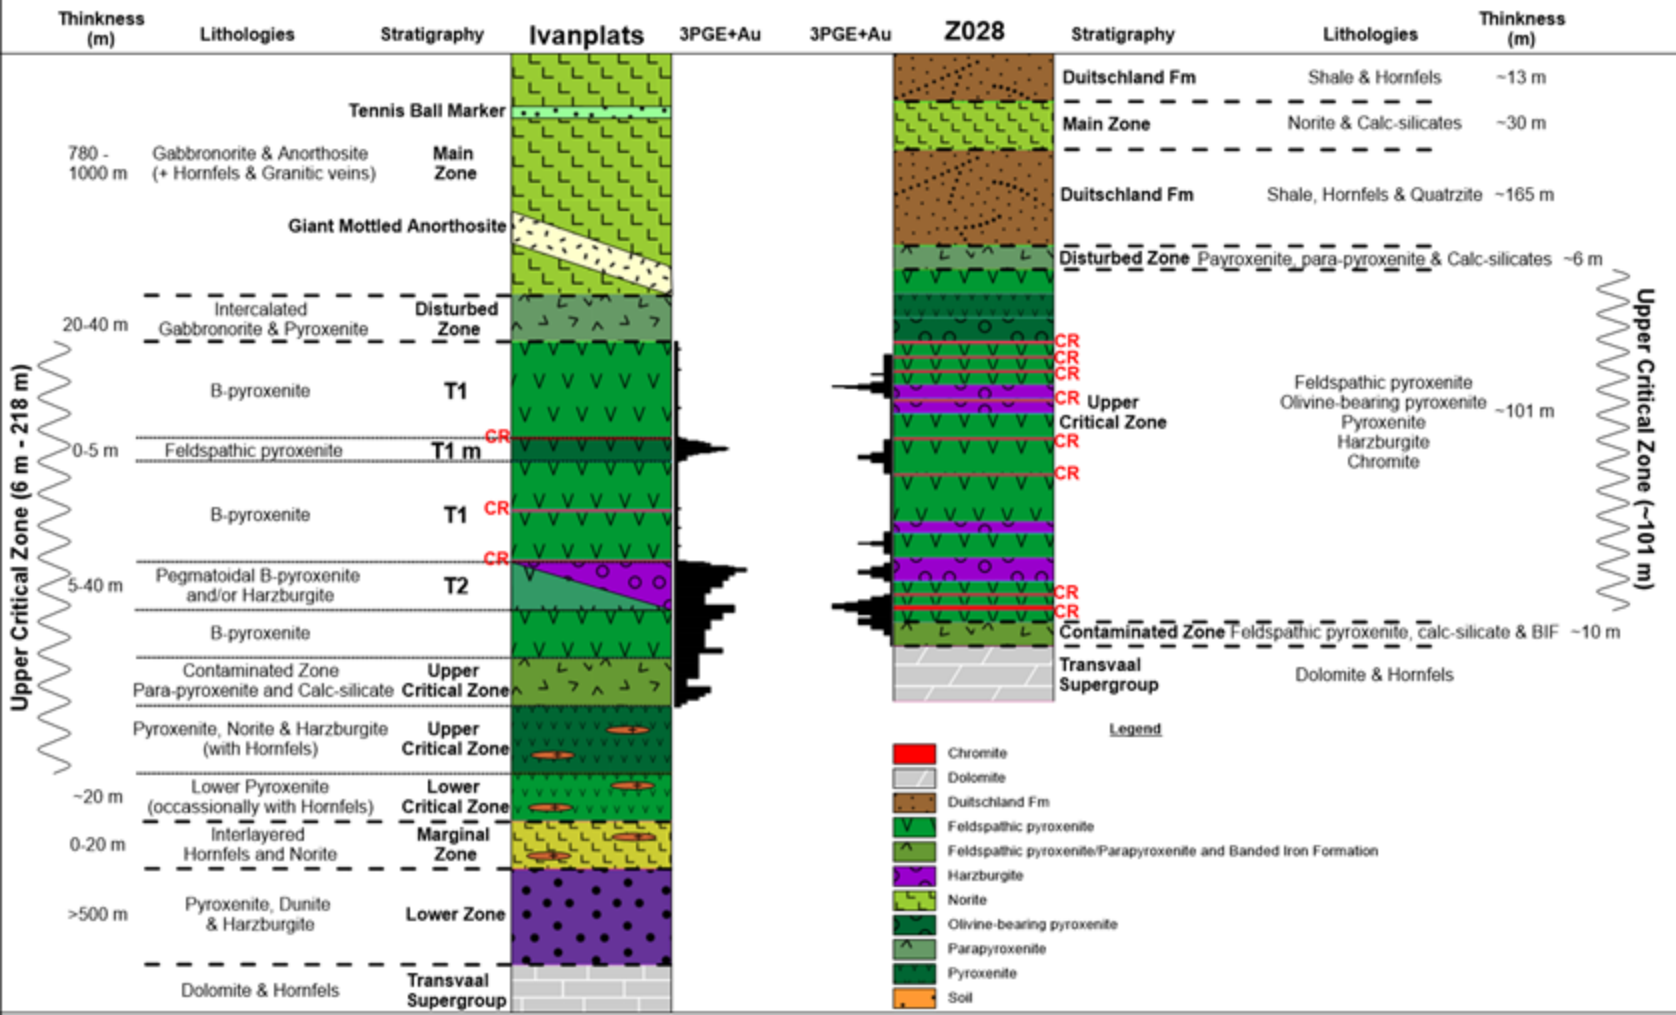 Thinkness
(m)
Lithologies
Stratigraphy
Ivanplats
3PGE+Au
3PGE+Au
Z028
Stratigraphy
Lithologies
Thinkness
(m)
Tennis Ball Marker
780 -
1000 m
Gabbronorite & Anorthosite
(+ Hornfels & Granitic veins)
Main
Zone
Giant Mottled Anorthosite
Intercalated
Gabbronorite & Pyroxenite
Disturbed
Zone
20-40 m
Upper Critical Zone (6 m - 218 m)
B-pyroxenite
T1
CR
0-5 m
Feldspathic pyroxenite
T1 m
B-pyroxenite
T1
CR
CR
5-40 m
Pegmatoidal B-pyroxenite
and/or Harzburgite
T2
B-pyroxenite
Contaminated Zone
Para-pyroxenite and Calc-silicate
Upper
Critical Zone
Pyroxenite, Norite & Harzburgite
(with Hornfels)
Upper
Critical Zone
~20 m
Lower Pyroxenite
(occassionally with Hornfels)
Lower
Critical Zone
0-20 m
Interlayered
Hornfels and Norite
Marginal
Zone
>500 m
Pyroxenite, Dunite
& Harzburgite
Lower Zone
Dolomite & Hornfels
Transvaal
Supergroup
Duitschland Fm
Shale & Hornfels
~13 m
Main Zone
Norite & Calc-silicates
~30 m
Duitschland Fm
Shale, Hornfels & Quatrzite
~165 m
Disturbed Zone
Payroxenite, para-pyroxenite & Calc-silicates
~6 m
CR
CR
CR
CR
Upper
Critical Zone
CR
CR
Feldspathic pyroxenite
Olivine-bearing pyroxenite
Pyroxenite
Harzburgite
Chromite
~101 m
Upper Critical Zone (~101 m)
CR
CR
Contaminated Zone
Feldspathic pyroxenite, calc-silicate & BIF
~10 m
Transvaal
Supergroup
Dolomite & Hornfels
Legend
Chromite
Dolomite
Duitschland Fm
Feldspathic pyroxenite
Feldspathic pyroxenite/Parapyroxenite and Banded Iron Formation
Harzburgite
Norite
Olivine-bearing pyroxenite
Parapyroxenite
Pyroxenite
Soil